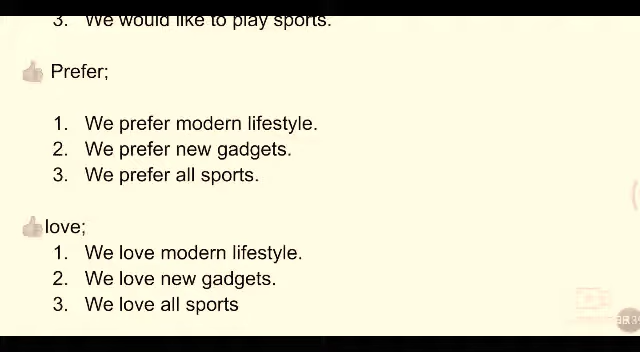 3. We would like to play sports.
Prefer;
1. We prefer modern lifestyle.
2. We prefer new gadgets.
3. We prefer all sports.
love;
1. We love modern lifestyle.
2. We love new gadgets.
3. We love all sports